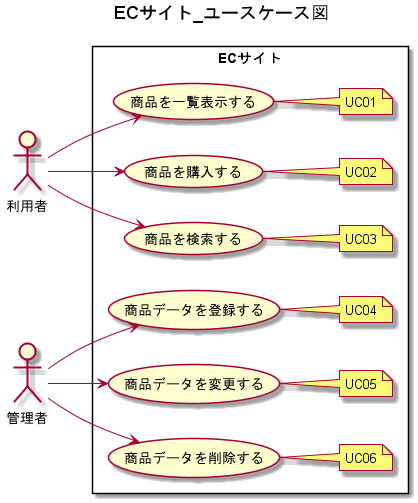 ECサイト_ユースケース図
ECサイト
商品を一覧表示する
UC01
商品を購入する
UC02
利用者
商品を検索する
UC03
商品データを登録する
UC04
商品データを変更する
UC05
管理者
商品データを削除する
UC06